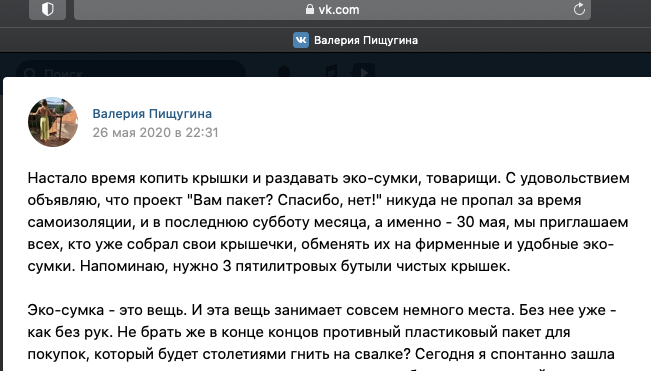 vk.com
Валерия Пищугина
Поиск
Валерия Пищугина
26 мая 2020 в 22:31
Настало время копить крышки и раздавать эко-сумки, товарищи. С удовольствием
объявляю, что проект "Вам пакет? Спасибо, нет!" никуда не пропал за время
самоизоляции, и в последнюю субботу месяца, а именно - 30 мая, мы приглашаем
всех, кто уже собрал свои крышечки, обменять их на фирменные и удобные эко-
сумки. Напоминаю, нужно 3 пятилитровых бутыли чистых крышек.
Эко-сумка - это вещь. И эта вещь занимает совсем немного места. Без нее уже -
как без рук. Не брать же в конце концов противный пластиковый пакет для
покупок, который будет столетиями гнить на свалке? Сегодня я спонтанно зашла